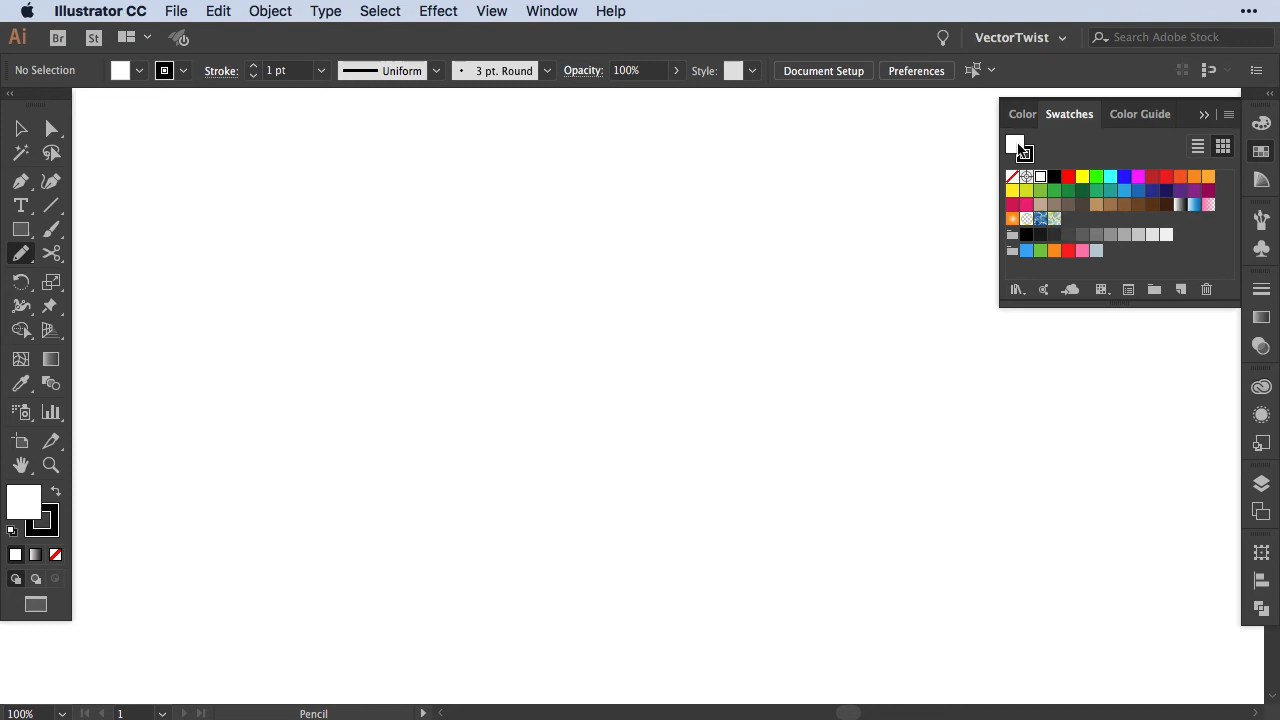 Illustrator CC File Edit Object Type Select Effect View Window Help
Ai Br St VectorTwist Search Adobe Stock
No Selection Stroke: 1 pt Uniform 3 pt. Round Opacity: 100% Style: Document Setup Preferences
Color Swatches Color Guide
T
100% 1 Pencil